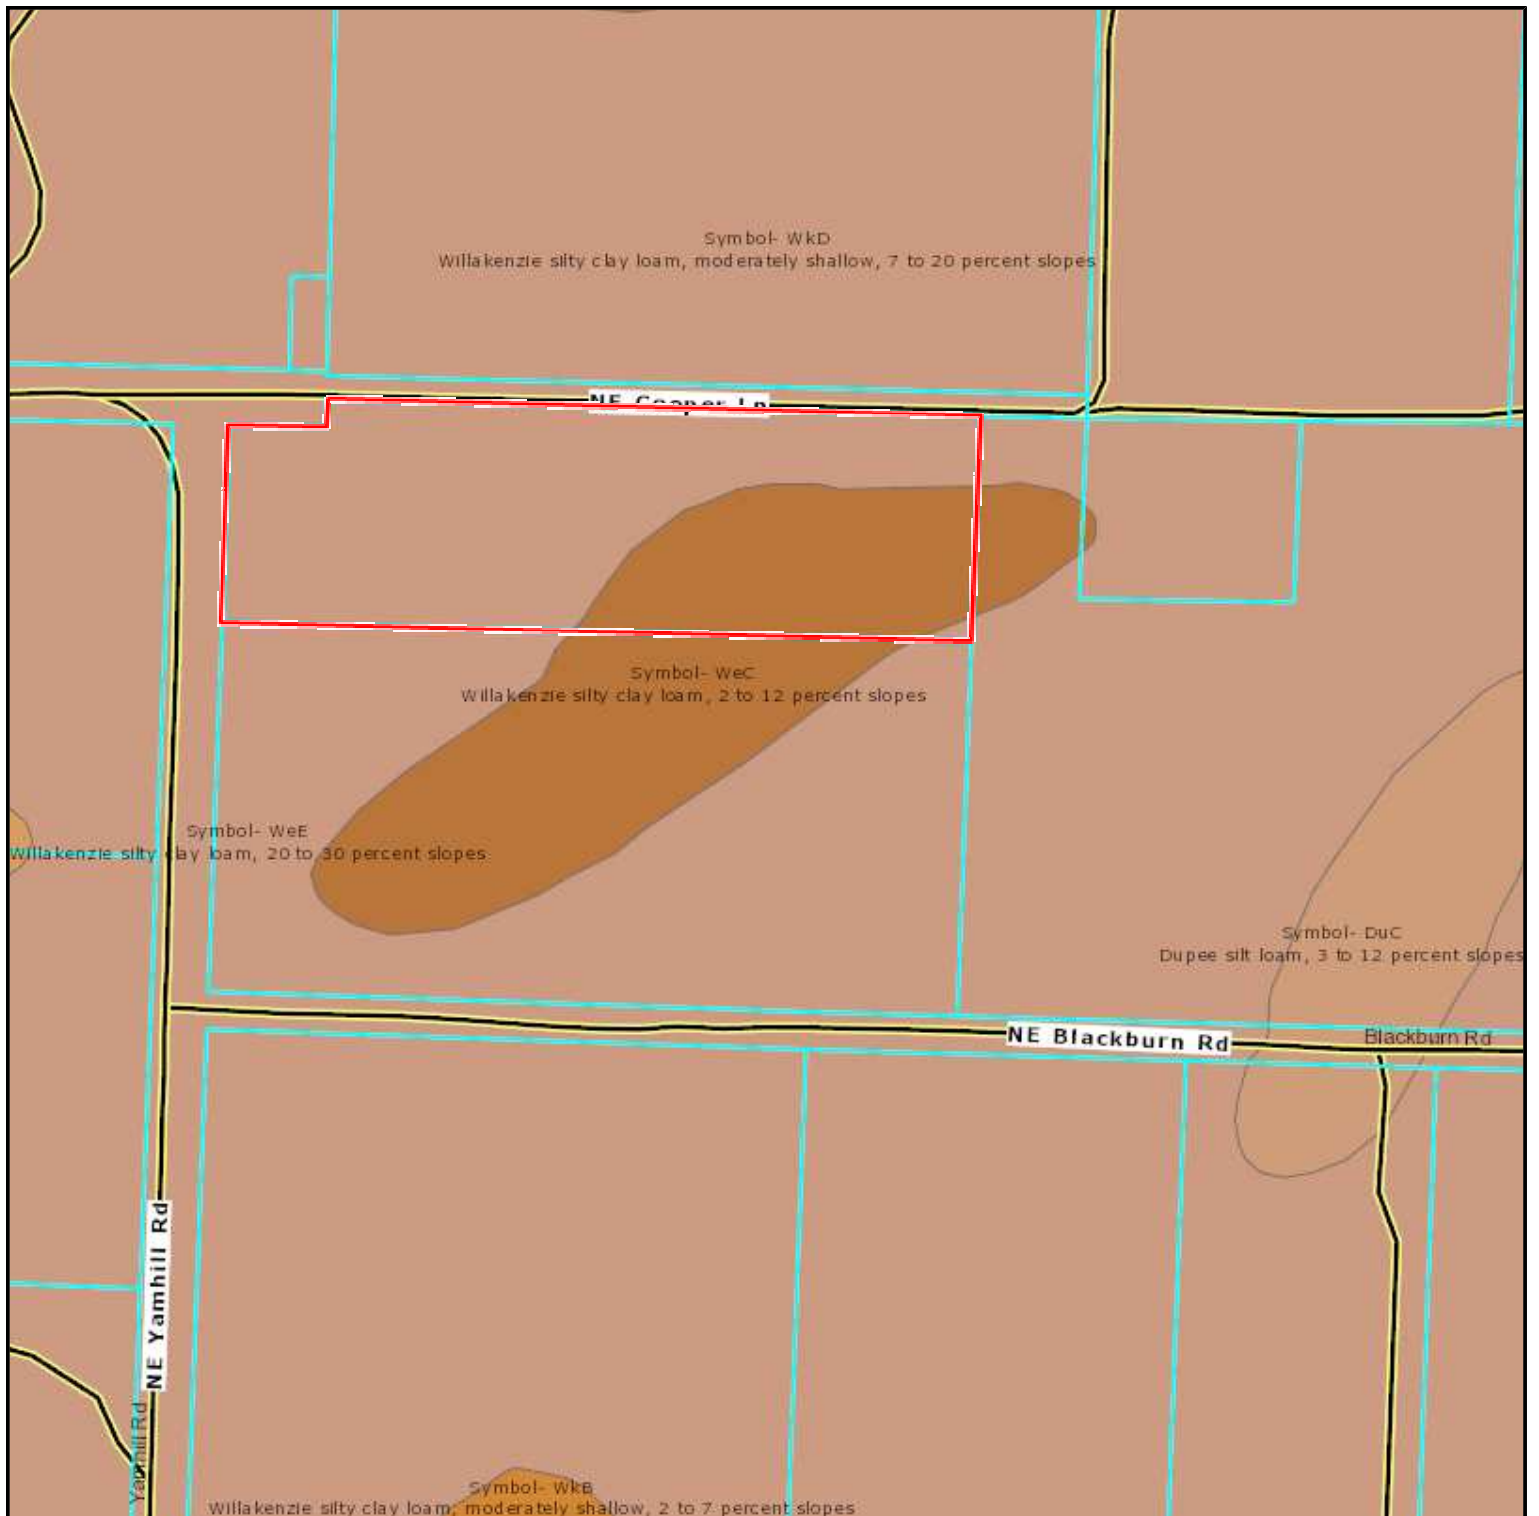 Symbol- WkD
Willakenzie silty clay loam, moderately shallow, 7 to 20 percent slopes
NE Cooper Ln
Symbol- WeC
Willakenzie silty clay loam, 2 to 12 percent slopes
Symbol- WeE
Willakenzie silty clay loam, 20 to 30 percent slopes
Symbol- DuC
Dupee silt loam, 3 to 12 percent slopes
NE Blackburn Rd
Blackburn Rd
NE Yamhill Rd
Yamhill Rd
Symbol- WkB
Willakenzie silty clay loam, moderately shallow, 2 to 7 percent slopes